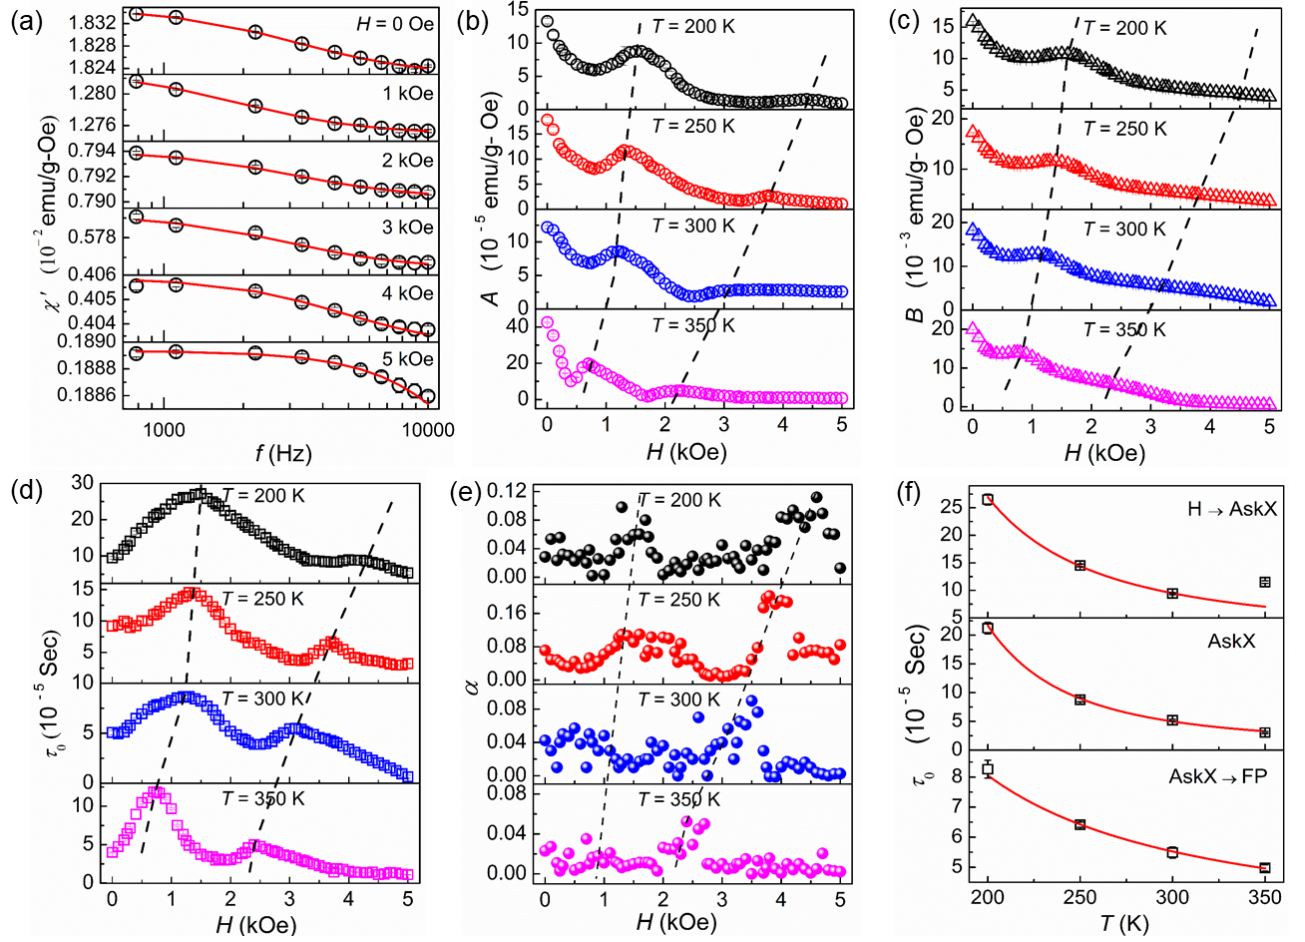 (a)
H = 0 Oe
1 kOe
2 kOe
3 kOe
4 kOe
5 kOe
1.832
1.828
1.824
1.280
1.276
0.794
0.792
0.790
0.578
0.406
0.405
0.404
0.1890
0.1888
0.1886
χ′ (10⁻² emu/g-Oe)
1000 10000
f (Hz)
(b)
T = 200 K
T = 250 K
T = 300 K
T = 350 K
15
10
5
0
15
10
5
0
10
5
0
40
20
0
A (10⁻⁵ emu/g- Oe)
0 1 2 3 4 5
H (kOe)
(c)
T = 200 K
T = 250 K
T = 300 K
T = 350 K
15
10
5
20
10
20
10
0
20
10
0
B (10⁻³ emu/g- Oe)
0 1 2 3 4 5
H (kOe)
(d)
T = 200 K
T = 250 K
T = 300 K
T = 350 K
30
20
10
15
10
5
10
5
0
10
5
0
τ₀ (10⁻⁵ Sec)
0 1 2 3 4 5
H (kOe)
(e)
T = 200 K
T = 250 K
T = 300 K
T = 350 K
0.12
0.08
0.04
0.00
0.16
0.08
0.00
0.08
0.04
0.00
0.04
0.00
α
0 1 2 3 4 5
H (kOe)
(f)
H → AskX
AskX
AskX → FP
25
20
15
10
5
20
15
10
5
0
8
7
6
5
τ₀ (10⁻⁵ Sec)
200 250 300 350
T (K)